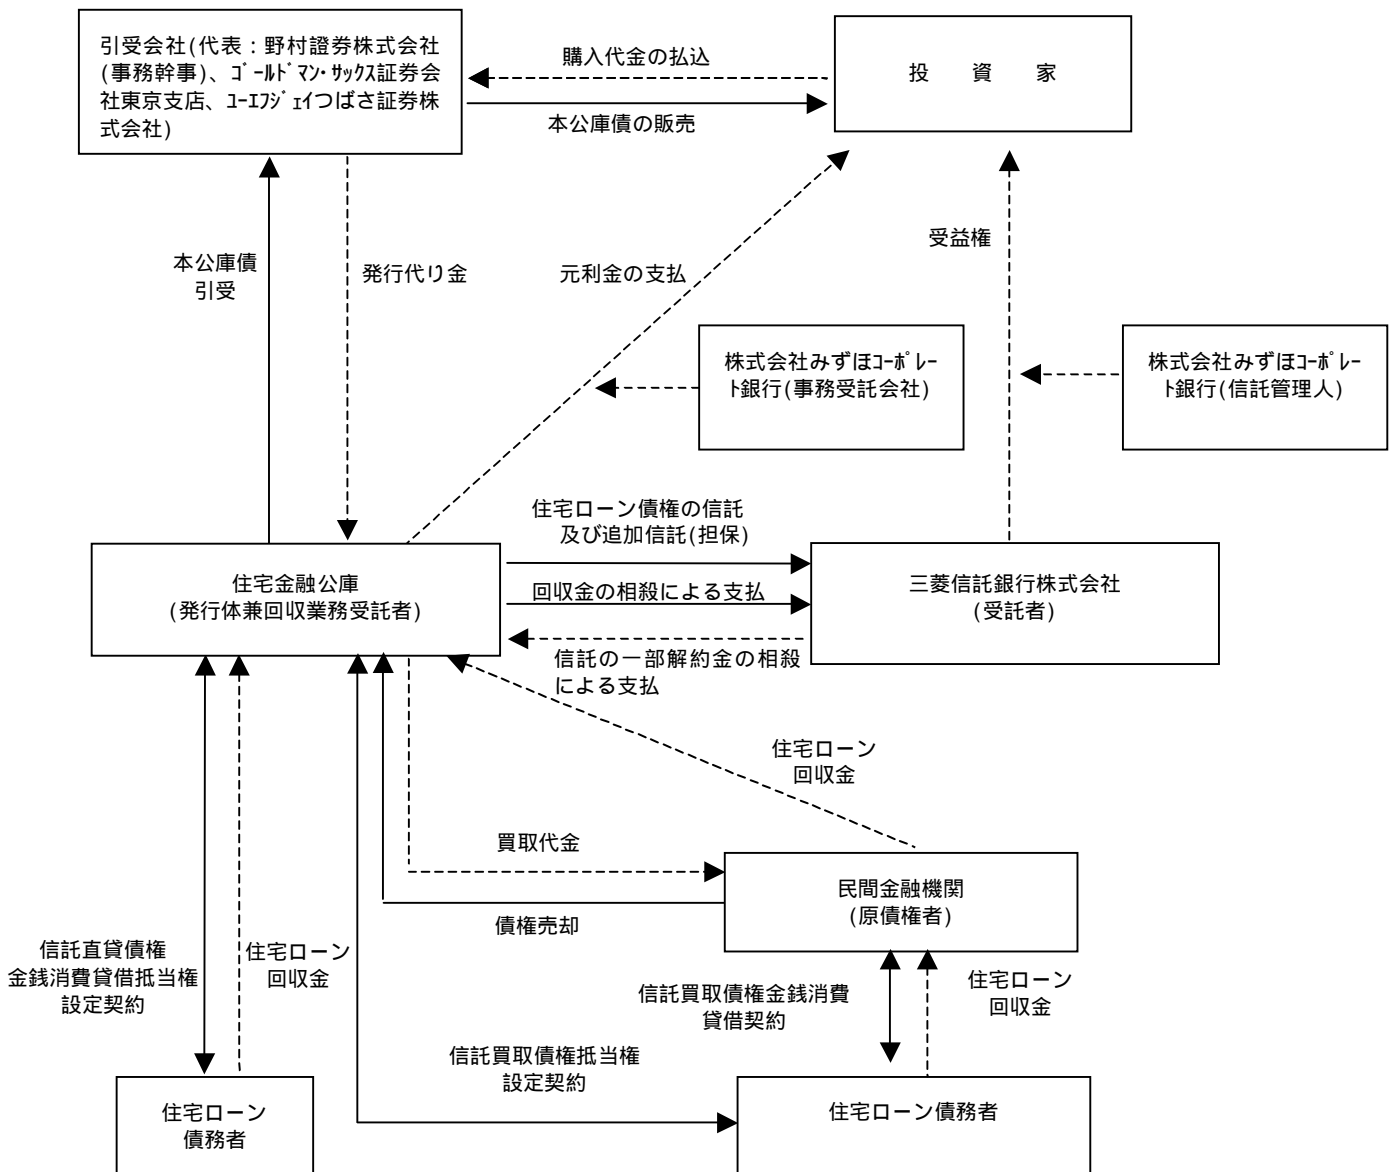 引受会社(代表：野村證券株式会社
(事務幹事)、ｺﾞｰﾙﾄﾞﾏﾝ･ｻｯｸｽ証券会
社東京支店、ﾕｰｴﾌｼﾞｪｲつばさ証券株
式会社)
購入代金の払込
本公庫債の販売
投　資　家
本公庫債
引受
発行代り金
元利金の支払
受益権
株式会社みずほｺｰﾎﾟﾚｰ
ﾄ銀行(事務受託会社)
株式会社みずほｺｰﾎﾟﾚｰ
ﾄ銀行(信託管理人)
住宅ローン債権の信託
及び追加信託(担保)
住宅金融公庫
(発行体兼回収業務受託者)
回収金の相殺による支払
三菱信託銀行株式会社
(受託者)
信託の一部解約金の相殺
による支払
住宅ローン
回収金
買取代金
民間金融機関
(原債権者)
債権売却
信託直貸債権
金銭消費貸借抵当権
設定契約
住宅ローン
回収金
信託買取債権金銭消費
貸借契約
住宅ローン
回収金
信託買取債権抵当権
設定契約
住宅ローン
債務者
住宅ローン債務者